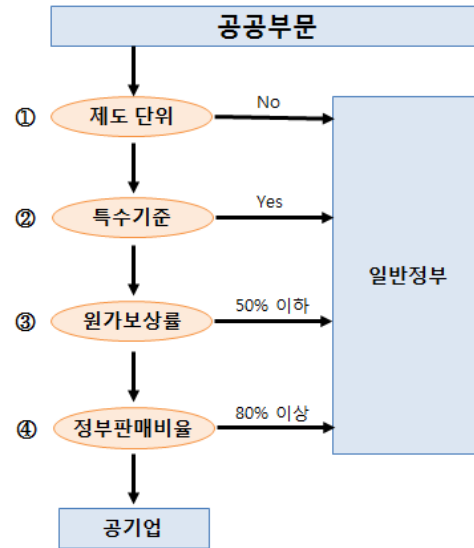 공공부문
① 제도 단위 No
② 특수기준 Yes
일반정부
③ 원가보상률 50% 이하
④ 정부판매비율 80% 이상
공기업